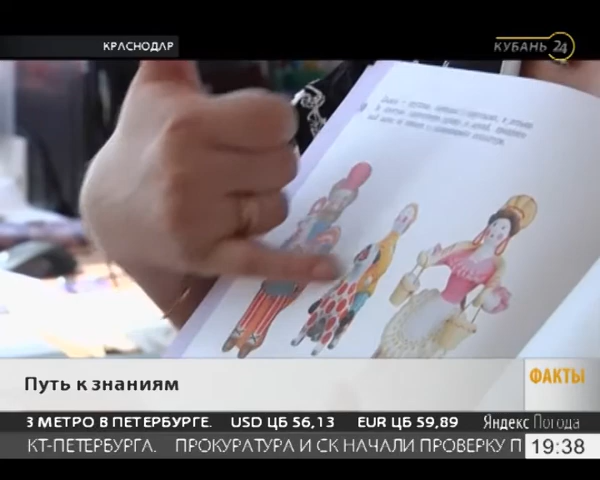 КРАСНОДАР
КУБАНЬ 24
Путь к знаниям
ФАКТЫ
З МЕТРО В ПЕТЕРБУРГЕ. USD ЦБ 56,13 EUR ЦБ 59,89 Яндекс Погода
КТ-ПЕТЕРБУРГА. ПРОКУРАТУРА И СК НАЧАЛИ ПРОВЕРКУ П 19:38